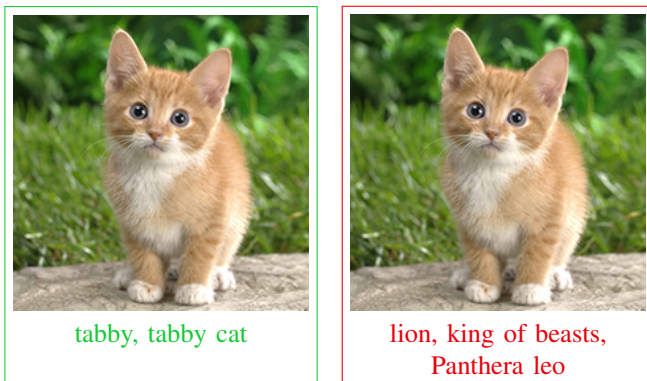 tabby, tabby cat
lion, king of beasts,
Panthera leo